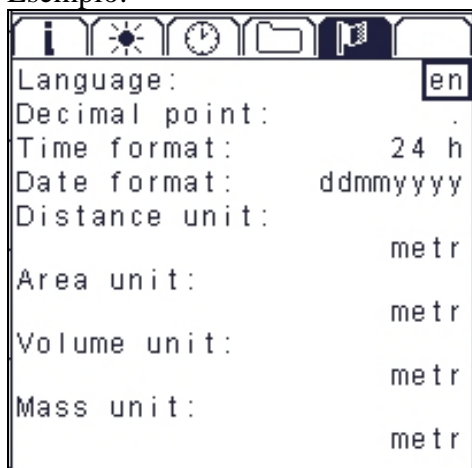 Esempio:
i
Language: en
Decimal point: .
Time format: 24 h
Date format: ddmmyyyy
Distance unit:
metr
Area unit:
metr
Volume unit:
metr
Mass unit:
metr